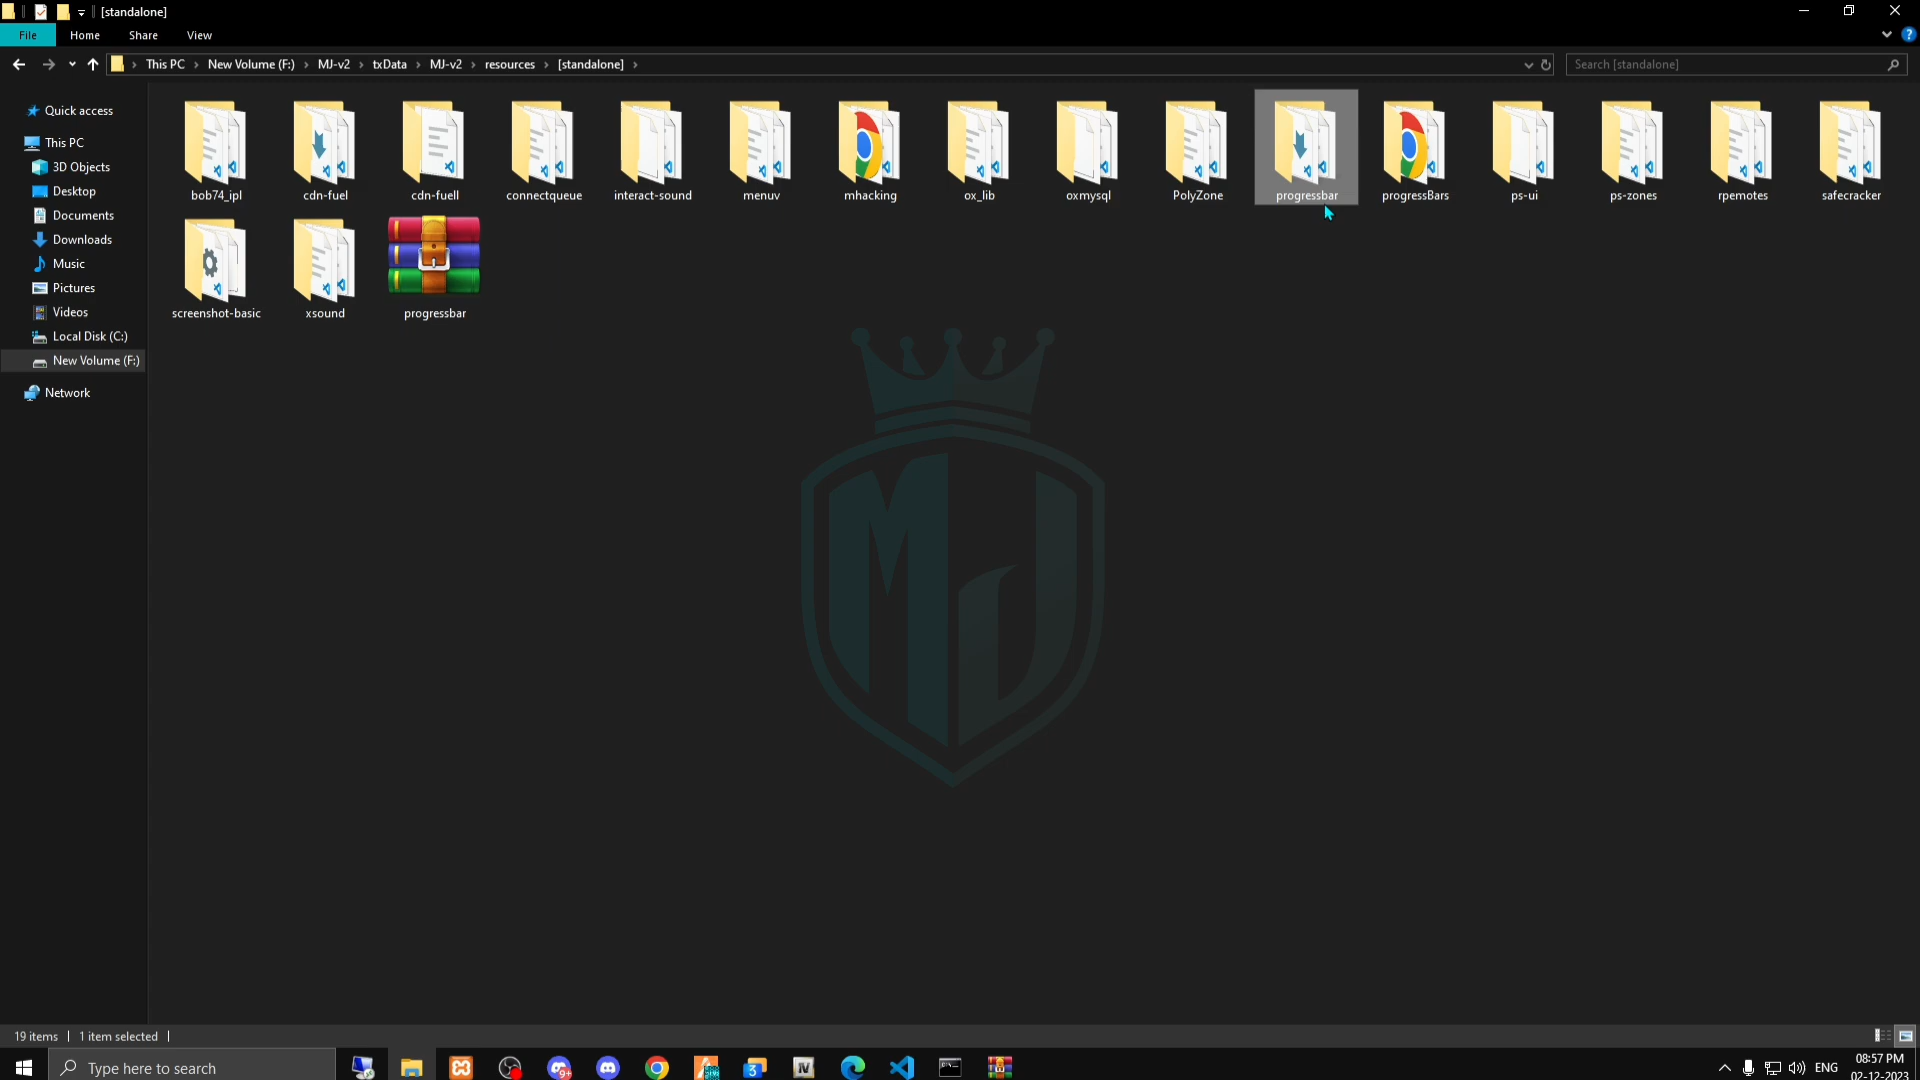 [standalone]
File Home Share View
This PC New Volume (F:) MJ-v2 txData MJ-v2 resources [standalone] Search [standalone]
Quick access
This PC
3D Objects
Desktop
Documents
Downloads
Music
Pictures
Videos
Local Disk (C:)
New Volume (F:)
Network
bob74_ipl cdn-fuel cdn-fuell connectqueue interact-sound menuv mhacking ox_lib oxmysql PolyZone progressbar progressBars ps-ui ps-zones rpemotes safecracker
screenshot-basic xsound progressbar
MJ
19 items 1 item selected
Type here to search
9+
3
IV
ENG
08:57 PM
02-12-2023